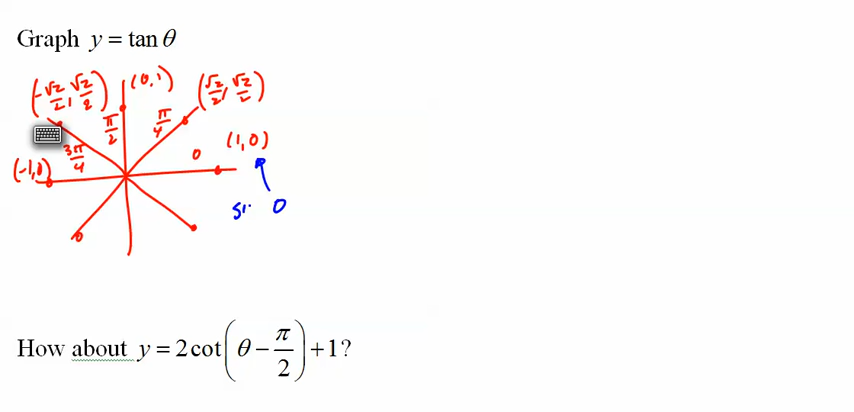 Graph y = tan θ
(-√2/2, √2/2) (0,1) (√2/2, √2/2)
π/2 π/4 (1,0)
3π/4 0
(-1,0)
0
How about y = 2cot(θ − π/2) + 1?